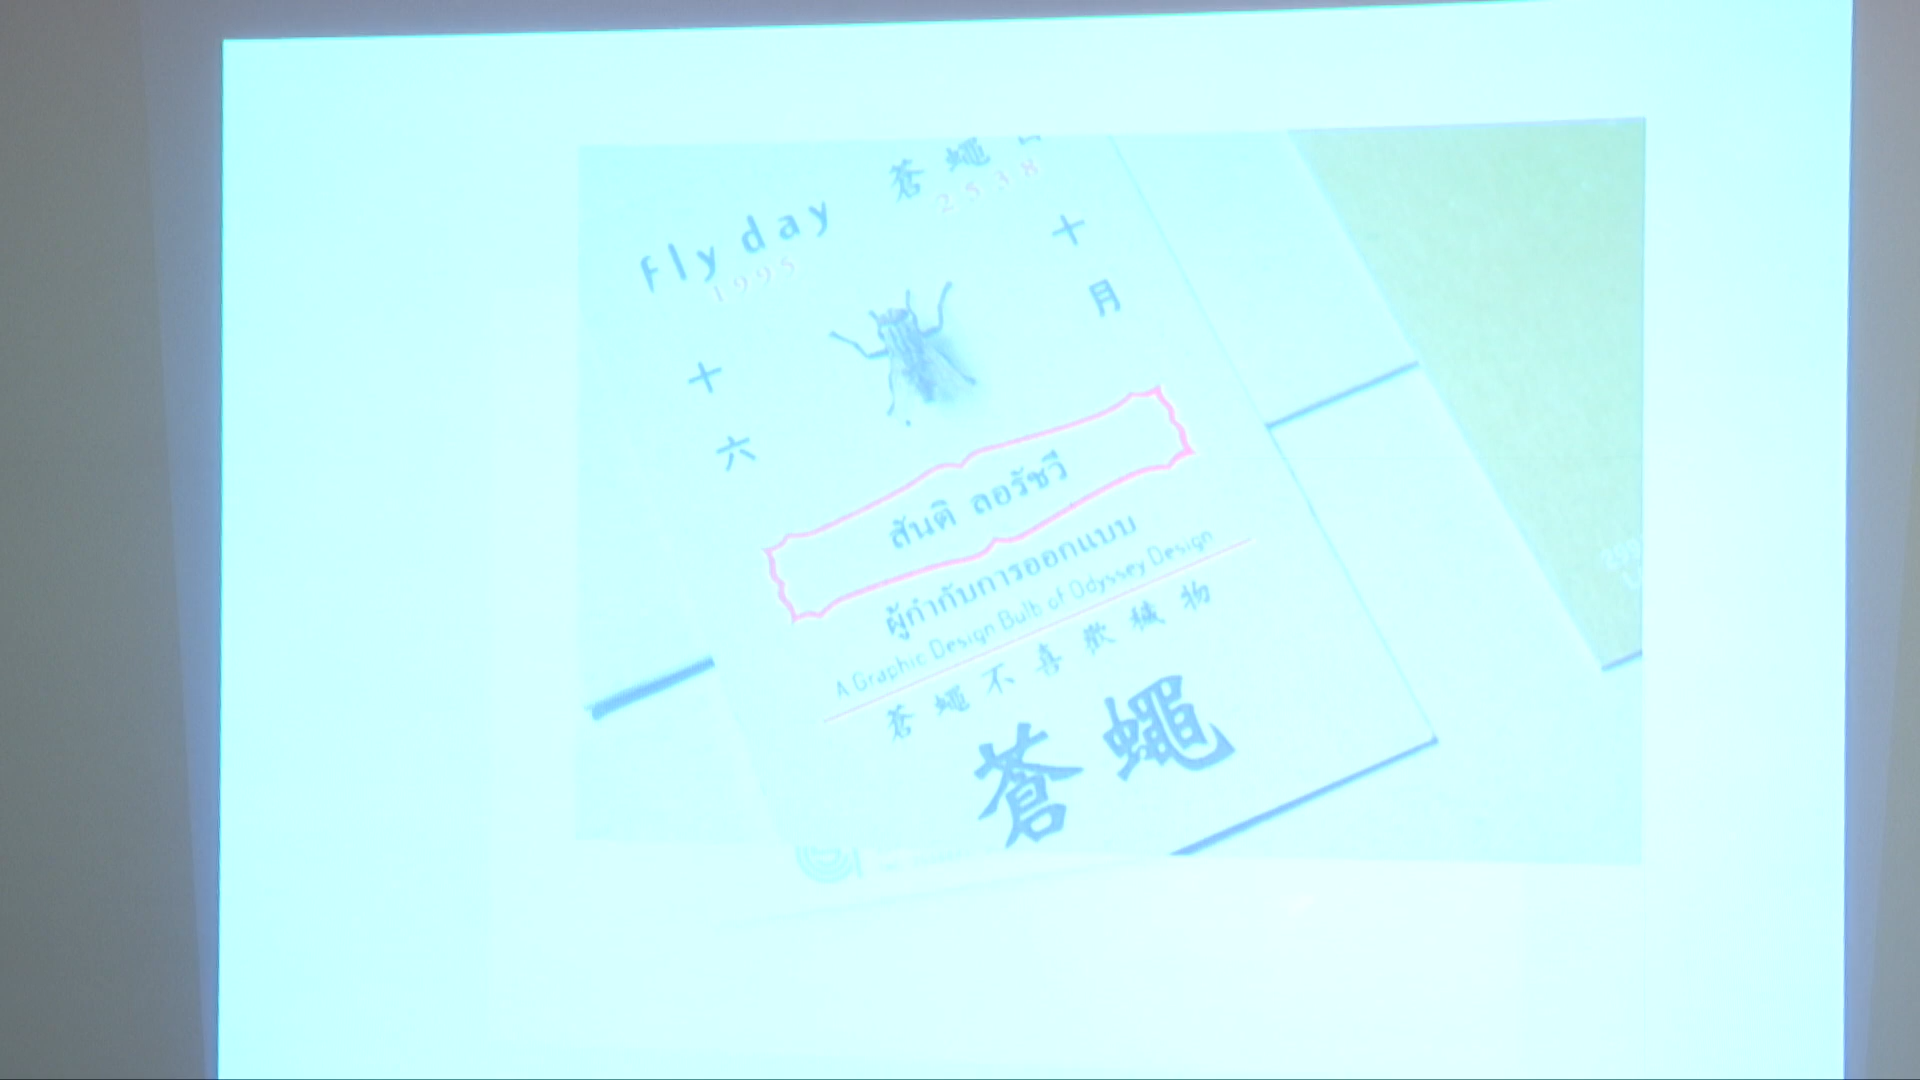 Fly day
1995
蒼蠅
2538
十月
十六
สันติ ลอรัชวี
ผู้กำกับการออกแบบ
A Graphic Design Bulb of Odyssey Design
蒼蠅不喜歡穢物
蒼蠅